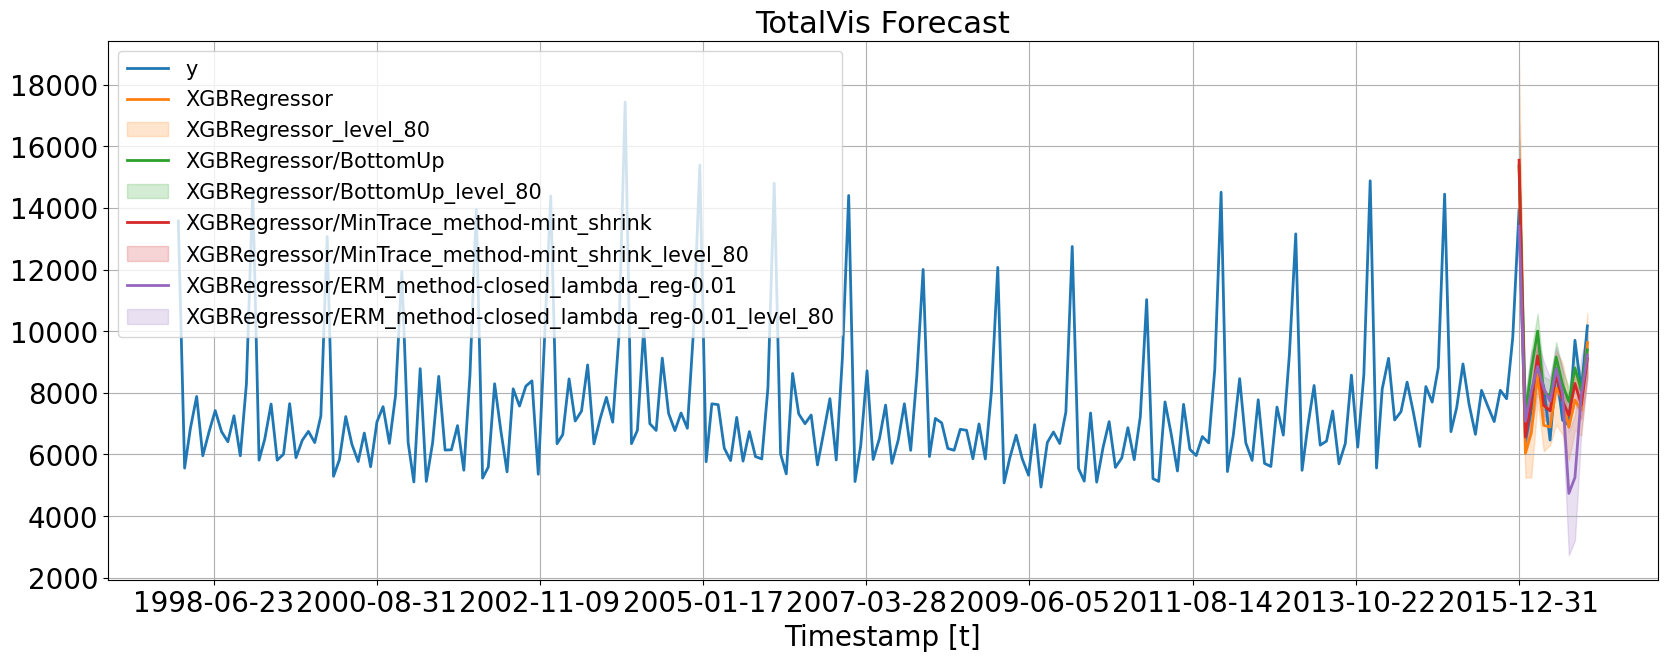 TotalVis Forecast
18000
16000
14000
12000
10000
8000
6000
4000
2000
y
XGBRegressor
XGBRegressor_level_80
XGBRegressor/BottomUp
XGBRegressor/BottomUp_level_80
XGBRegressor/MinTrace_method-mint_shrink
XGBRegressor/MinTrace_method-mint_shrink_level_80
XGBRegressor/ERM_method-closed_lambda_reg-0.01
XGBRegressor/ERM_method-closed_lambda_reg-0.01_level_80
1998-06-23 2000-08-31 2002-11-09 2005-01-17 2007-03-28 2009-06-05 2011-08-14 2013-10-22 2015-12-31
Timestamp [t]